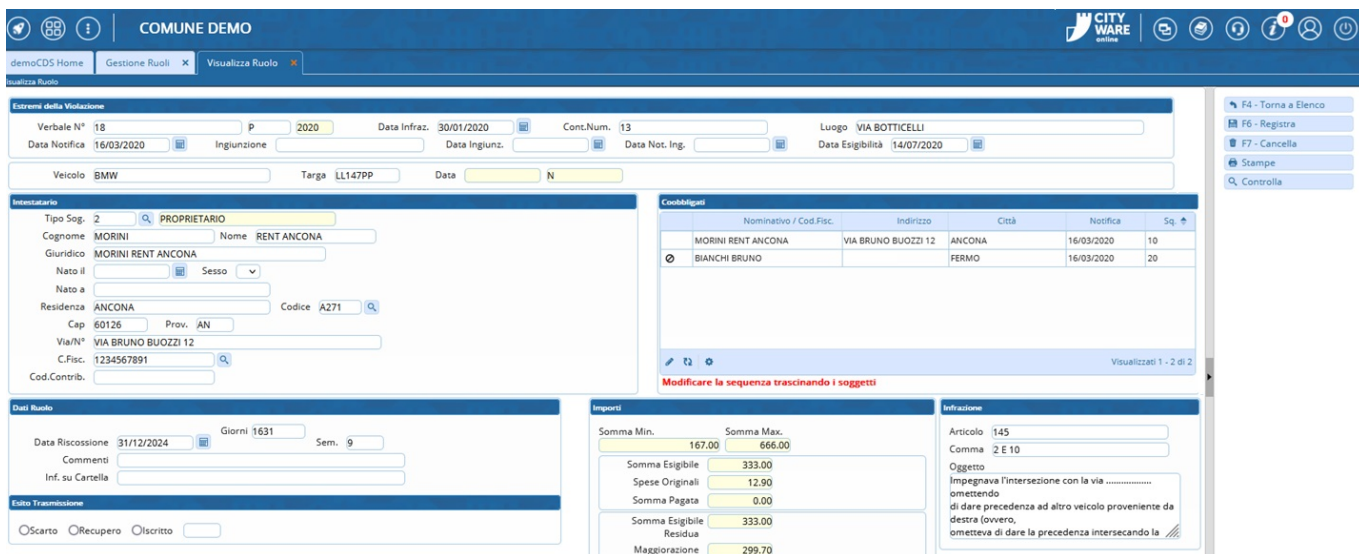 COMUNE DEMO
CITY WARE online
0
demoCDS Home Gestione Ruoli × Visualizza Ruolo ×
isualizza Ruolo
Estremi della Violazione
Verbale N° 18 P 2020 Data Infraz. 30/01/2020 Cont.Num. 13 Luogo VIA BOTTICELLI
Data Notifica 16/03/2020 Ingiunzione Data Ingiunz. Data Not. Ing. Data Esigibilità 14/07/2020
Veicolo BMW Targa LL147PP Data N
F4 - Torna a Elenco
F6 - Registra
F7 - Cancella
Stampe
Controlla
Intestatario
Tipo Sog. 2 PROPRIETARIO
Cognome MORINI Nome RENT ANCONA
Giuridico MORINI RENT ANCONA
Nato il Sesso
Nato a
Residenza ANCONA Codice A271
Cap 60126 Prov. AN
Via/N° VIA BRUNO BUOZZI 12
C.Fisc. 1234567891
Cod.Contrib.
Coobbligati
Nominativo / Cod.Fisc. Indirizzo Città Notifica Sq.
MORINI RENT ANCONA VIA BRUNO BUOZZI 12 ANCONA 16/03/2020 10
BIANCHI BRUNO FERMO 16/03/2020 20
Visualizzati 1 - 2 di 2
Modificare la sequenza trascinando i soggetti
Dati Ruolo
Giorni 1631
Data Riscossione 31/12/2024 Sem. 9
Commenti
Inf. su Cartella
Esito Trasmissione
Scarto Recupero Iscritto
Importi
Somma Min. Somma Max.
167.00 666.00
Somma Esigibile 333.00
Spese Originali 12.90
Somma Pagata 0.00
Somma Esigibile 333.00
Residua
Maggiorazione 299.70
Infrazione
Articolo 145
Comma 2 E 10
Oggetto
Impegnava l'intersezione con la via ..................
omettendo
di dare precedenza ad altro veicolo proveniente da
destra (ovvero,
ometteva di dare la precedenza intersecando la